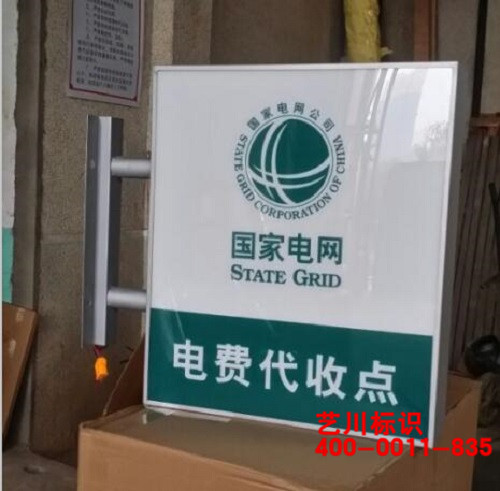 国家电网公司
STATE GRID CORPORATION OF CHINA
国家电网
STATE GRID
电费代收点
艺川标识
400-0011-835